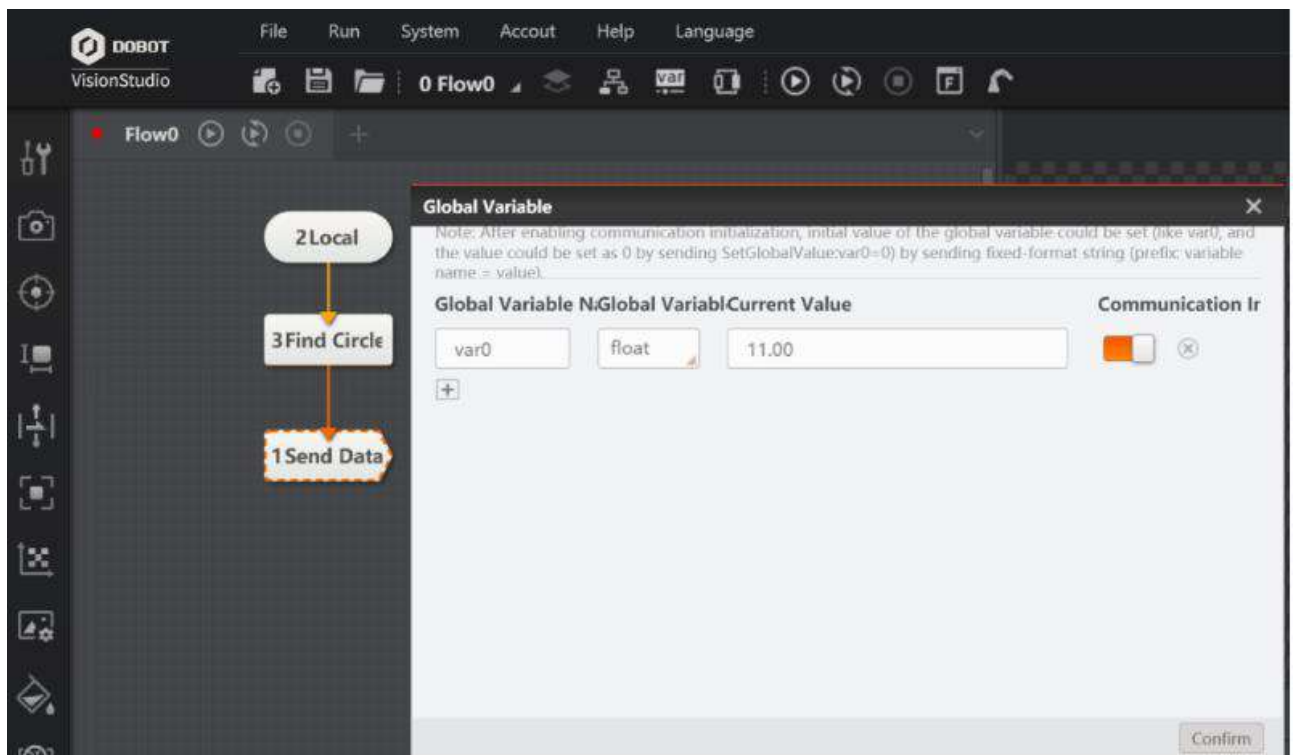 DOBOT
VisionStudio
File Run System Accout Help Language
0 Flow0
var
F
Flow0
Global Variable
Note: After enabling communication initialization, initial value of the global variable could be set (like var0, and
the value could be set as 0 by sending SetGlobalValue:var0=0) by sending fixed-format string (prefix: variable
name = value).
Global Variable Na Global Variabl Current Value Communication In
var0 float 11.00
2Local
3Find Circle
1Send Data
Confirm